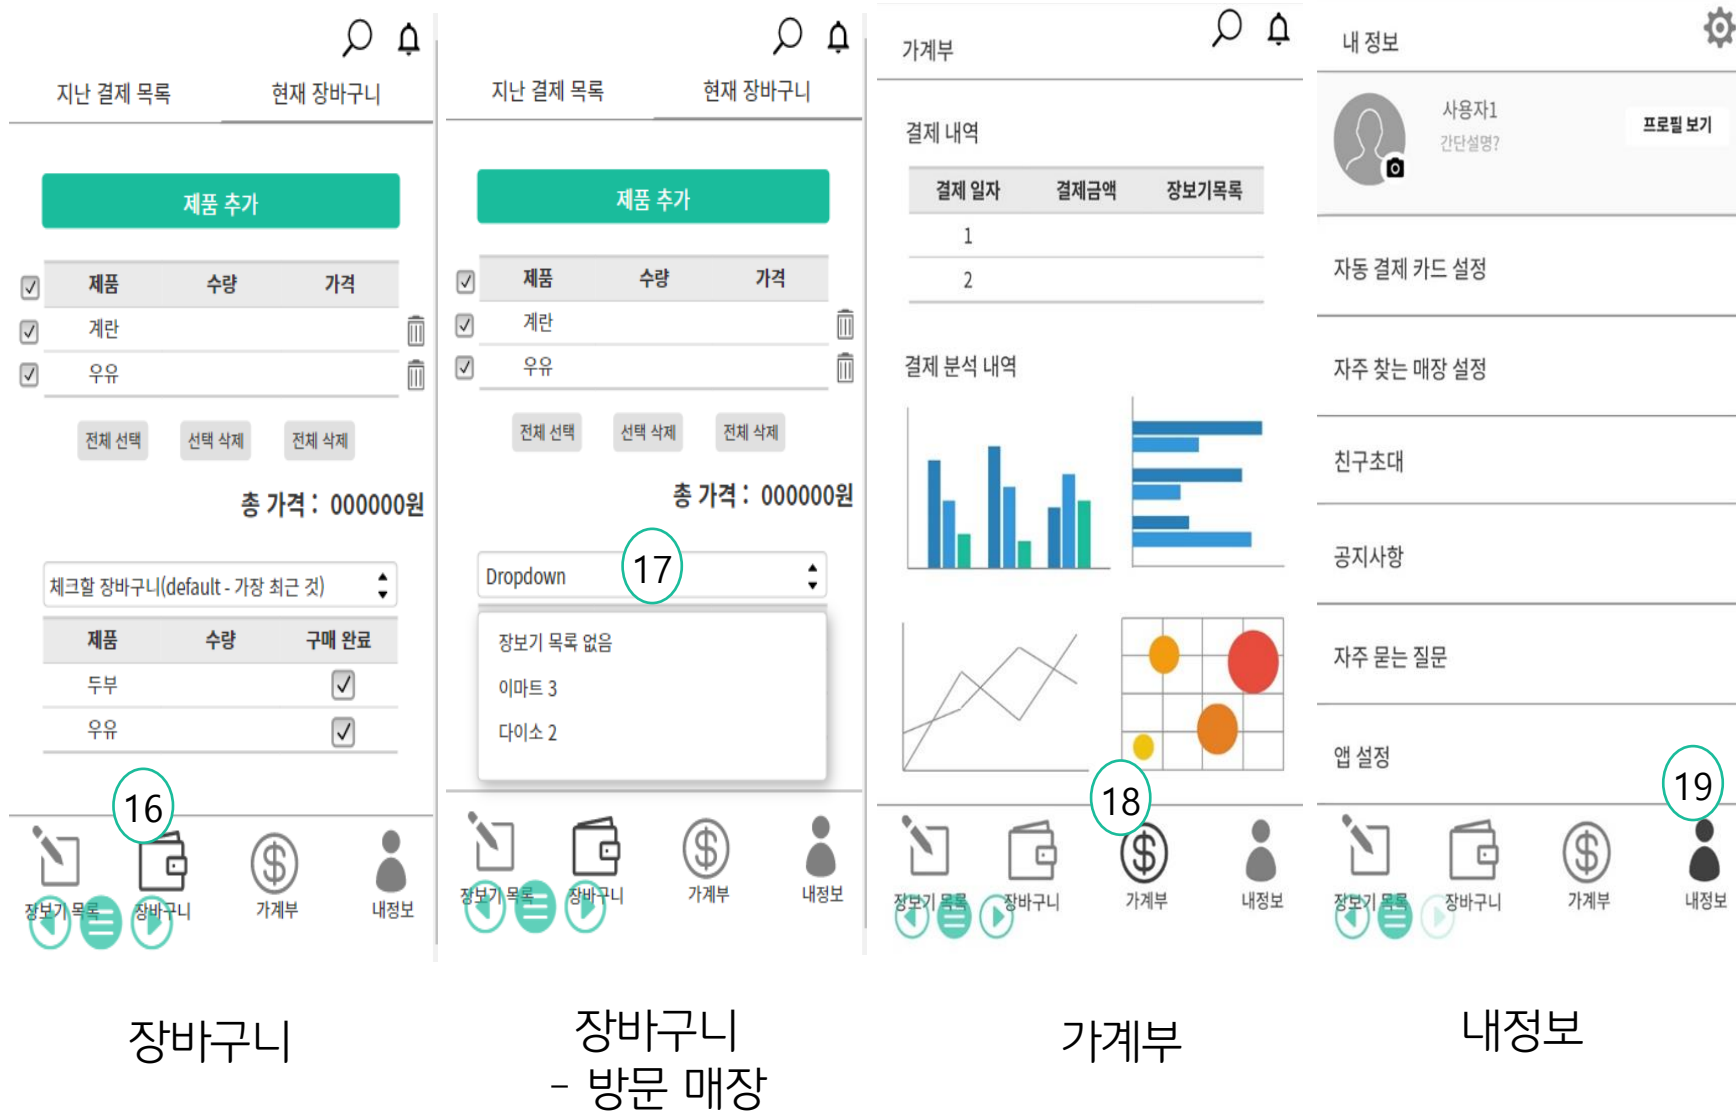 지난 결제 목록 현재 장바구니
제품 추가
제품 수량 가격
계란
우유
전체 선택 선택 삭제 전체 삭제
총 가격 : 000000원
체크할 장바구니(default - 가장 최근 것)
제품 수량 구매 완료
두부
우유
16
장보기 목록 장바구니 가계부 내정보
장바구니
지난 결제 목록 현재 장바구니
제품 추가
제품 수량 가격
계란
우유
전체 선택 선택 삭제 전체 삭제
총 가격 : 000000원
17
Dropdown
장보기 목록 없음
이마트 3
다이소 2
장보기 목록 장바구니 가계부 내정보
장바구니
- 방문 매장
가계부
결제 내역
결제 일자 결제금액 장보기목록
1
2
결제 분석 내역
18
장보기 목록 장바구니 가계부 내정보
가계부
내 정보
사용자1
간단설명?
프로필 보기
자동 결제 카드 설정
자주 찾는 매장 설정
친구초대
공지사항
자주 묻는 질문
앱 설정
19
장보기 목록 장바구니 가계부 내정보
내정보